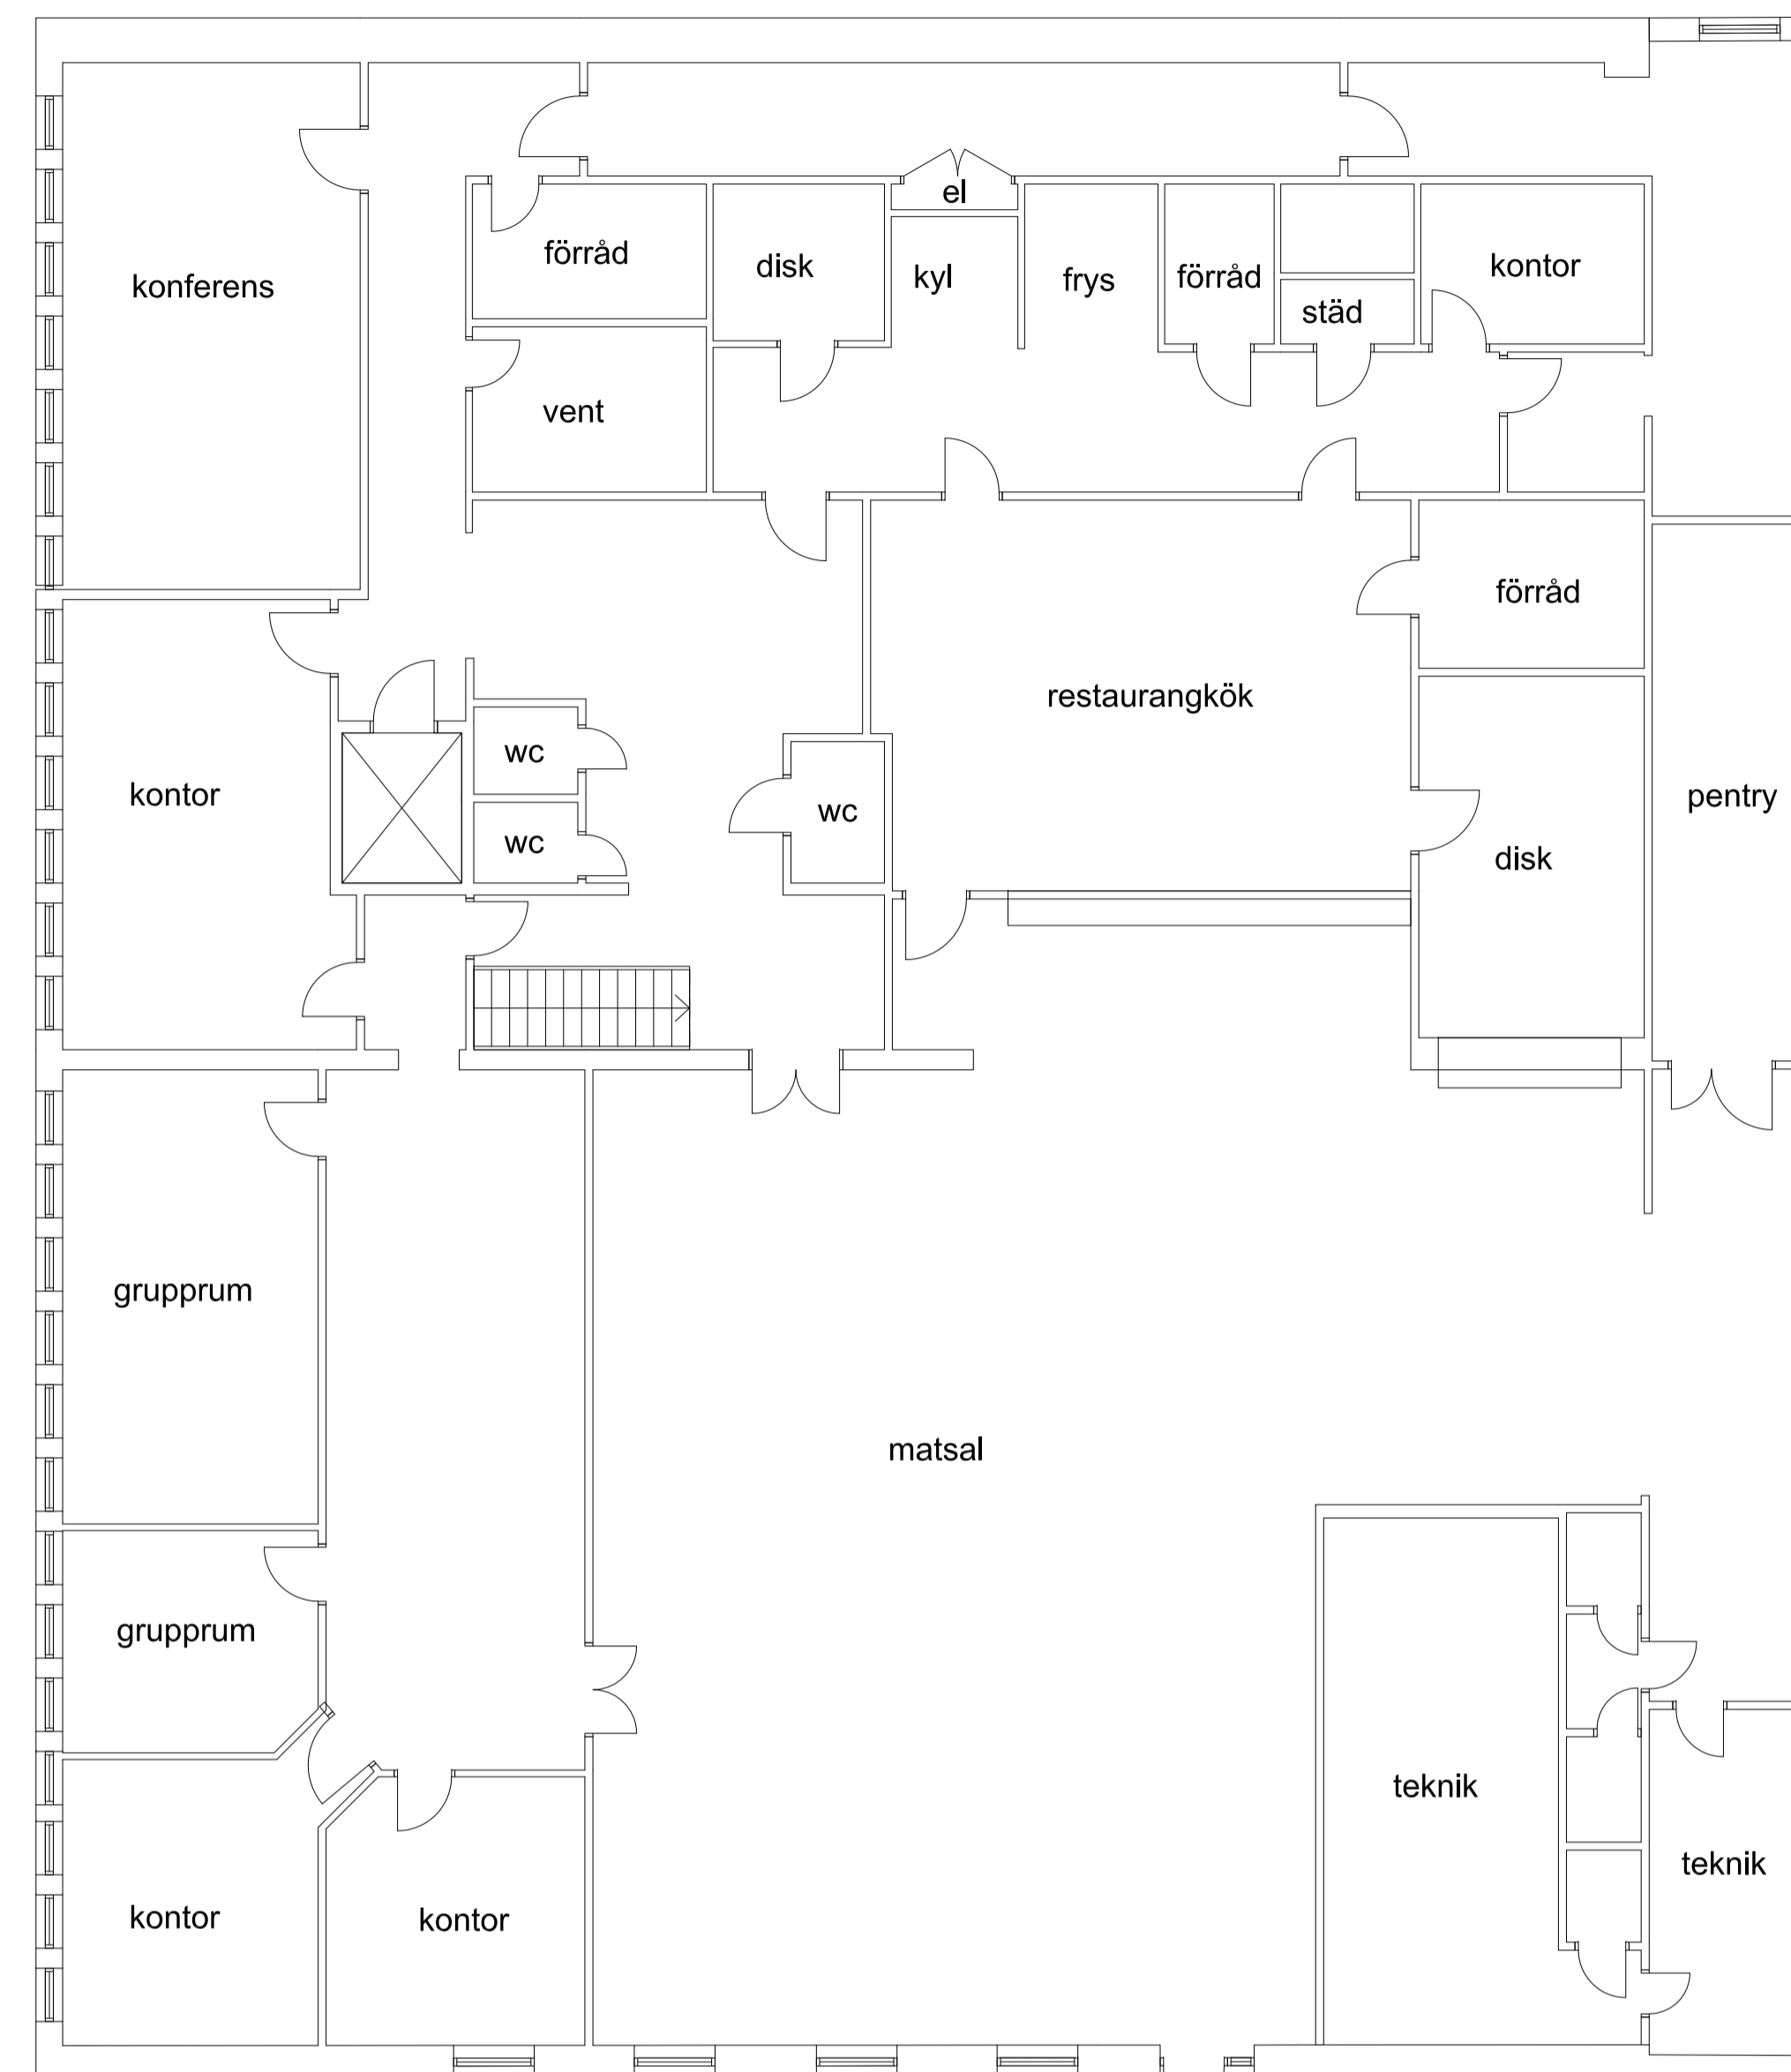 el
förråd
disk
kontor
kyl
frys
förråd
konferens
städ
vent
förråd
restaurangkök
wc
kontor
pentry
wc
wc
disk
grupprum
matsal
grupprum
teknik
teknik
kontor
kontor